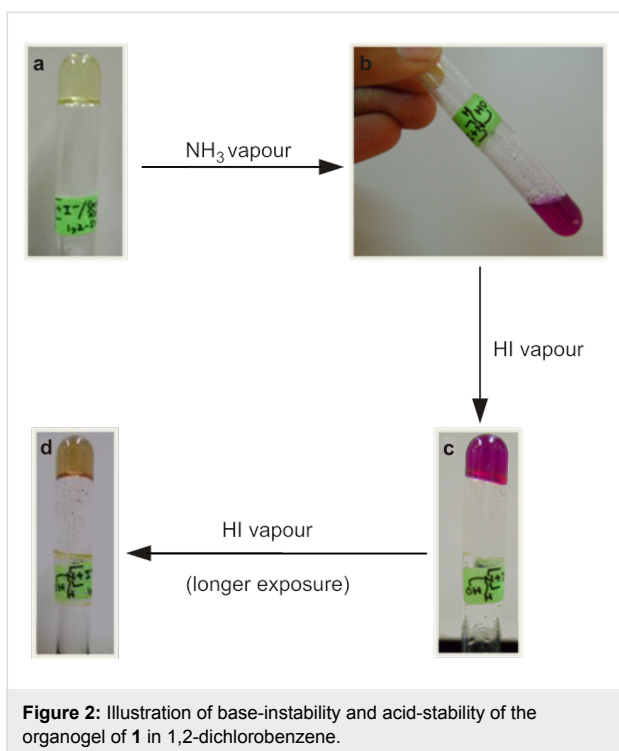 a
b
NH3 vapour
HI vapour
d
c
HI vapour
(longer exposure)
Figure 2: Illustration of base-instability and acid-stability of the
organogel of 1 in 1,2-dichlorobenzene.